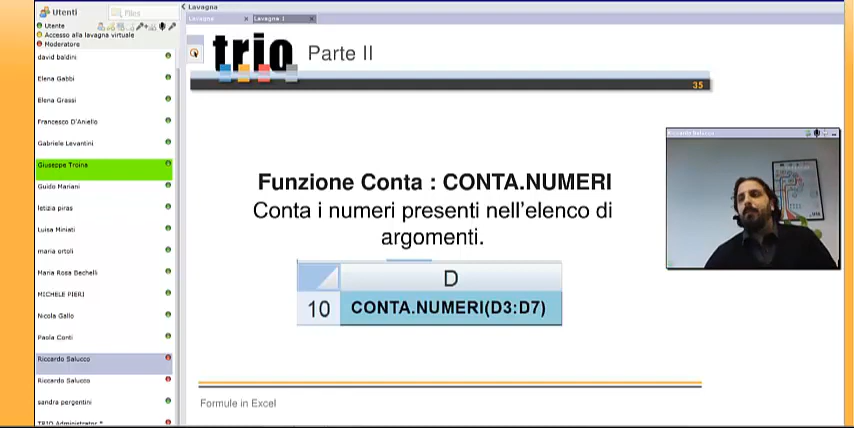 Utenti
Files
Utente
Accesso alla lavagna virtuale
Moderatore
david baldini
Elena Gabbi
Elena Grassi
Francesco D'Aniello
Gabriele Levantini
Giuseppe Troina
Guido Mariani
letizia piras
Luisa Miniati
maria ortoli
Maria Rosa Bechelli
MICHELE PIERI
Nicola Gallo
Paola Conti
Riccardo Salucco
Riccardo Salucco
sandra pergentini
TRIO Administrator *
Lavagna
Lavagna
Lavagna 1
trio Parte II
35
Funzione Conta : CONTA.NUMERI
Conta i numeri presenti nell'elenco di
argomenti.
D
10 CONTA.NUMERI(D3:D7)
Formule in Excel
Riccardo Salucco